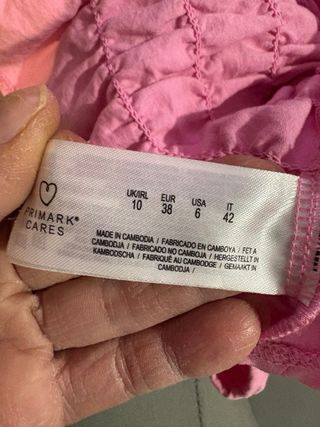 PRIMARK®
CARES
UK/IRL EUR USA IT
10 38 6 42
MADE IN CAMBODIA / FABRICADO EN CAMBOYA / FET A
CAMBODJA / FABRICADO NO CAMBOJA / HERGESTELLT IN
KAMBODSCHA / FABRIQUÉ AU CAMBODGE / GEMAAKT IN
CAMBODJA /